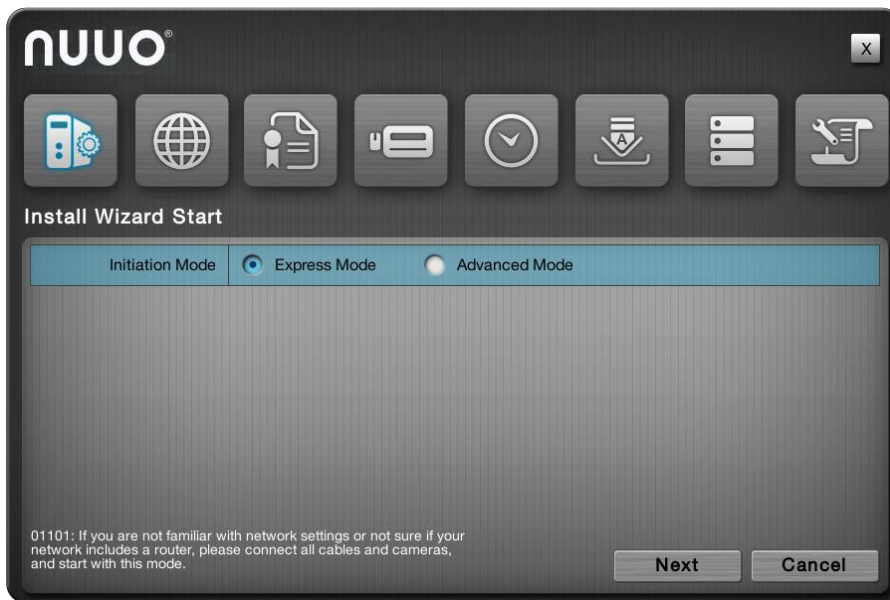 nuuo®
X
A
Install Wizard Start
Initiation Mode Express Mode Advanced Mode
01101: If you are not familiar with network settings or not sure if your
network includes a router, please connect all cables and cameras,
and start with this mode.
Next Cancel